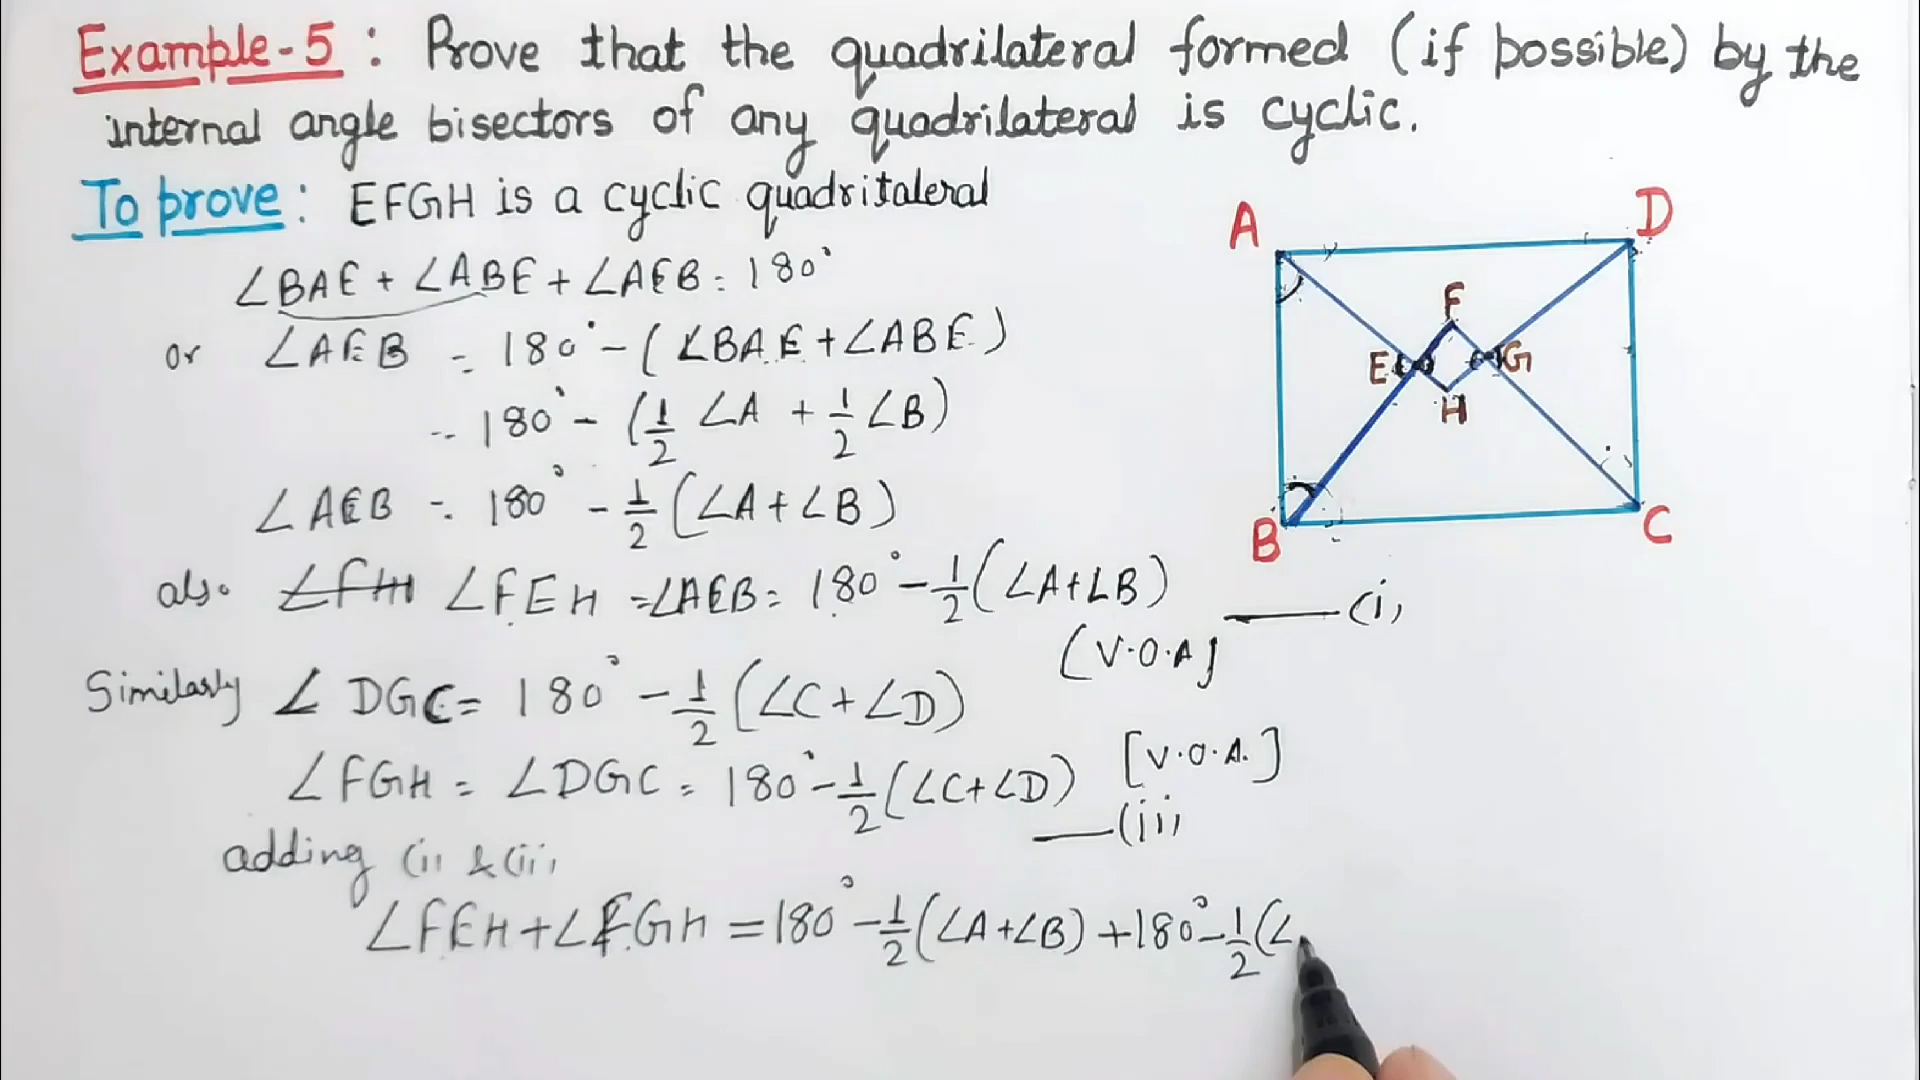 Example-5 : Prove that the quadrilateral formed (if possible) by the
internal angle bisectors of any quadrilateral is cyclic.
To prove : EFGH is a cyclic quadritaleral
∠BAE + ∠ABE + ∠AEB = 180°
or ∠AEB = 180° - (∠BAE + ∠ABE)
= 180° - (1/2 ∠A + 1/2 ∠B)
∠AEB = 180° - 1/2 (∠A + ∠B)
also ∠FH ∠FEH = ∠AEB = 180° - 1/2 (∠A + ∠B) —(i)
(V.O.A]
Similarly ∠DGC = 180° - 1/2 (∠C + ∠D)
∠FGH = ∠DGC = 180° - 1/2 (∠C + ∠D) [V.O.A.]
—(ii)
adding (i) & (ii)
∠FEH + ∠FGH = 180° - 1/2 (∠A + ∠B) + 180° - 1/2 (∠
A
D
F
E
G
H
B
C